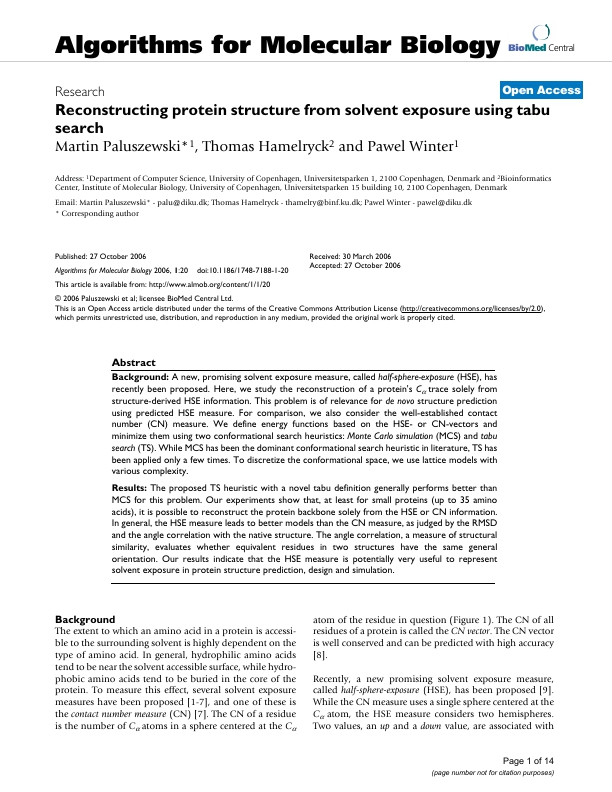 Algorithms for Molecular Biology
BioMed Central
Research
Open Access
Reconstructing protein structure from solvent exposure using tabu
search
Martin Paluszewski*1, Thomas Hamelryck2 and Pawel Winter1
Address: 1Department of Computer Science, University of Copenhagen, Universitetsparken 1, 2100 Copenhagen, Denmark and 2Bioinformatics
Center, Institute of Molecular Biology, University of Copenhagen, Universitetsparken 15 building 10, 2100 Copenhagen, Denmark
Email: Martin Paluszewski* - palu@diku.dk; Thomas Hamelryck - thamelry@binf.ku.dk; Pawel Winter - pawel@diku.dk
* Corresponding author
Published: 27 October 2006
Algorithms for Molecular Biology 2006, 1:20 doi:10.1186/1748-7188-1-20
Received: 30 March 2006
Accepted: 27 October 2006
This article is available from: http://www.almob.org/content/1/1/20
© 2006 Paluszewski et al; licensee BioMed Central Ltd.
This is an Open Access article distributed under the terms of the Creative Commons Attribution License (http://creativecommons.org/licenses/by/2.0),
which permits unrestricted use, distribution, and reproduction in any medium, provided the original work is properly cited.
Abstract
Background: A new, promising solvent exposure measure, called half-sphere-exposure (HSE), has
recently been proposed. Here, we study the reconstruction of a protein's Cα trace solely from
structure-derived HSE information. This problem is of relevance for de novo structure prediction
using predicted HSE measure. For comparison, we also consider the well-established contact
number (CN) measure. We define energy functions based on the HSE- or CN-vectors and
minimize them using two conformational search heuristics: Monte Carlo simulation (MCS) and tabu
search (TS). While MCS has been the dominant conformational search heuristic in literature, TS has
been applied only a few times. To discretize the conformational space, we use lattice models with
various complexity.
Results: The proposed TS heuristic with a novel tabu definition generally performs better than
MCS for this problem. Our experiments show that, at least for small proteins (up to 35 amino
acids), it is possible to reconstruct the protein backbone solely from the HSE or CN information.
In general, the HSE measure leads to better models than the CN measure, as judged by the RMSD
and the angle correlation with the native structure. The angle correlation, a measure of structural
similarity, evaluates whether equivalent residues in two structures have the same general
orientation. Our results indicate that the HSE measure is potentially very useful to represent
solvent exposure in protein structure prediction, design and simulation.
Background
The extent to which an amino acid in a protein is accessi-
ble to the surrounding solvent is highly dependent on the
type of amino acid. In general, hydrophilic amino acids
tend to be near the solvent accessible surface, while hydro-
phobic amino acids tend to be buried in the core of the
protein. To measure this effect, several solvent exposure
measures have been proposed [1-7], and one of these is
the contact number measure (CN) [7]. The CN of a residue
is the number of Cα atoms in a sphere centered at the Cα
atom of the residue in question (Figure 1). The CN of all
residues of a protein is called the CN vector. The CN vector
is well conserved and can be predicted with high accuracy
[8].
Recently, a new promising solvent exposure measure,
called half-sphere-exposure (HSE), has been proposed [9].
While the CN measure uses a single sphere centered at the
Cα atom, the HSE measure considers two hemispheres.
Two values, an up and a down value, are associated with
Page 1 of 14
(page number not for citation purposes)